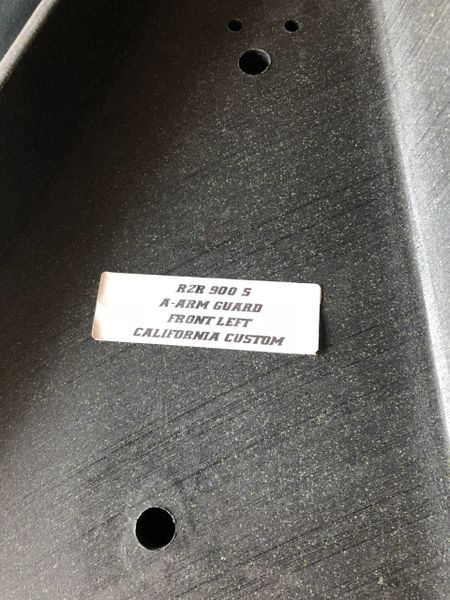 RZR 900 S
A-ARM GUARD
FRONT LEFT
CALIFORNIA CUSTOM